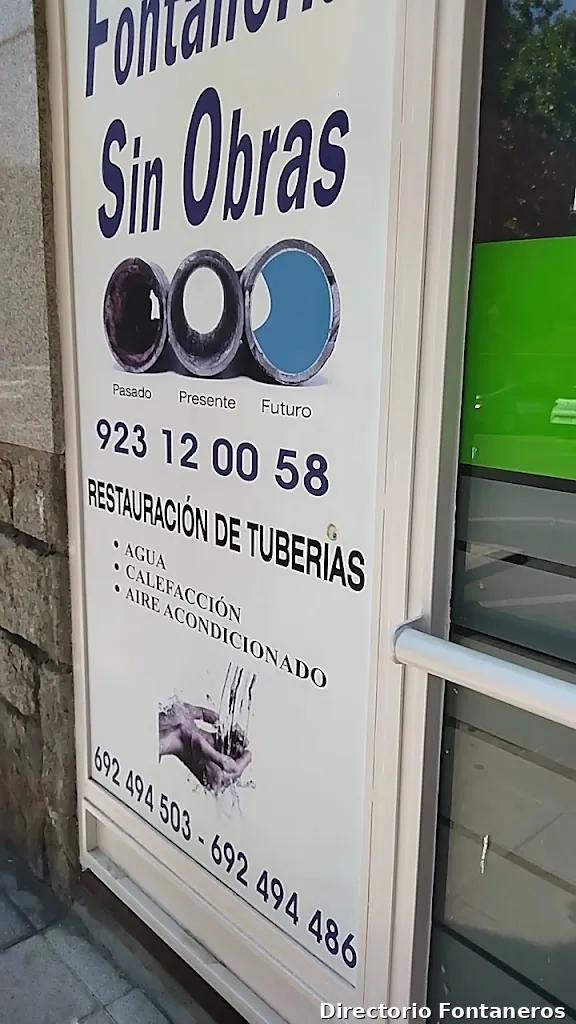 Fontanería
Sin Obras
Pasado Presente Futuro
923 12 00 58
RESTAURACIÓN DE TUBERÍAS
• AGUA
• CALEFACCIÓN
• AIRE ACONDICIONADO
692 494 503 - 692 494 486
Directorio Fontaneros